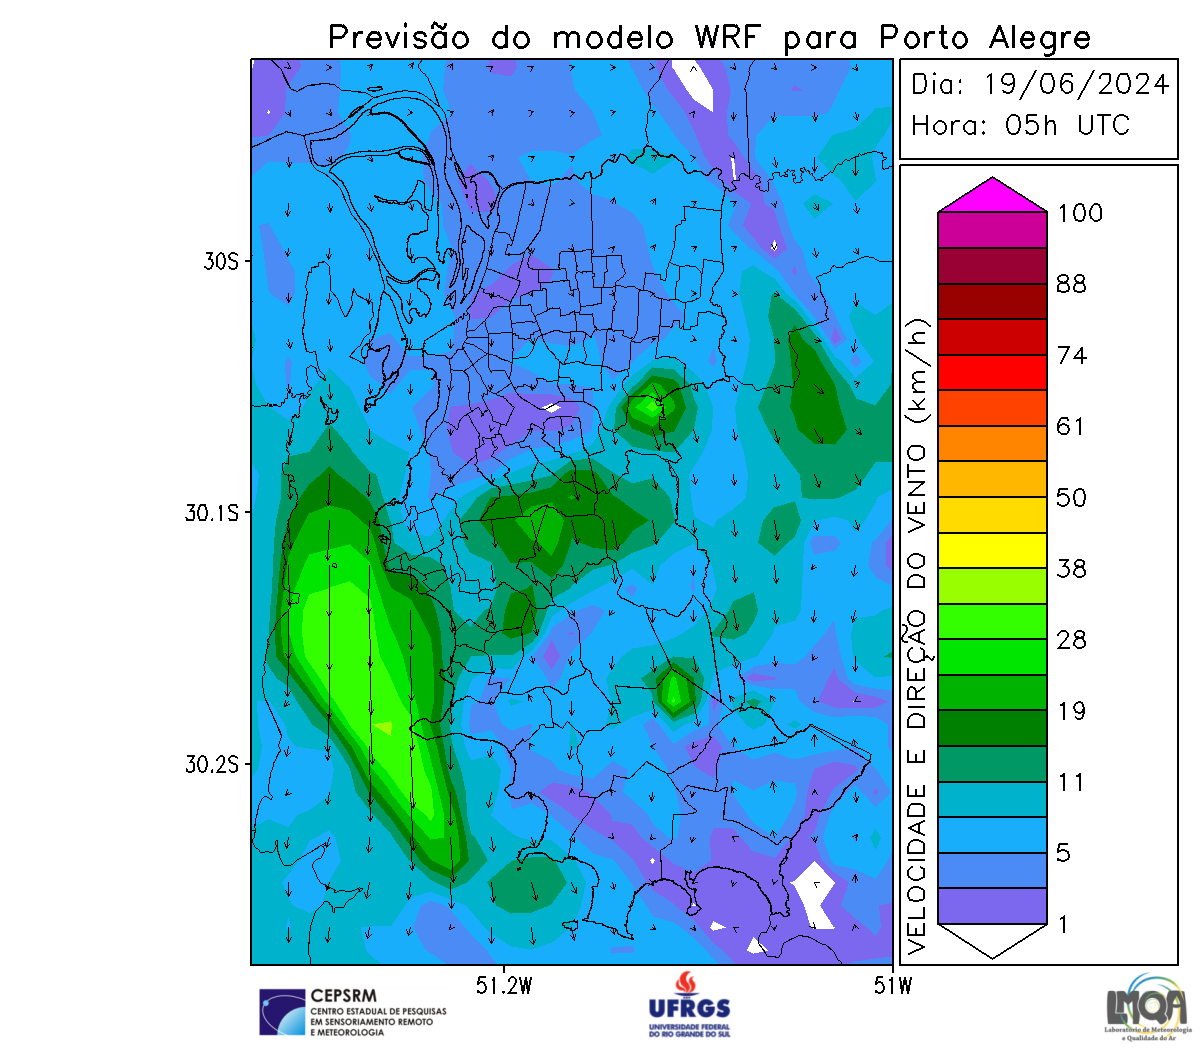 Previsão do modelo WRF para Porto Alegre
Dia: 19/06/2024
Hora: 05h UTC
30S
30.1S
30.2S
51.2W
51W
VELOCIDADE E DIREÇÃO DO VENTO (km/h)
100
88
74
61
50
38
28
19
11
5
1
CEPSRM
CENTRO ESTADUAL DE PESQUISAS
EM SENSORIAMENTO REMOTO
E METEOROLOGIA
UFRGS
UNIVERSIDADE FEDERAL
DO RIO GRANDE DO SUL
LMQA
Laboratório de Meteorologia
e Qualidade do Ar